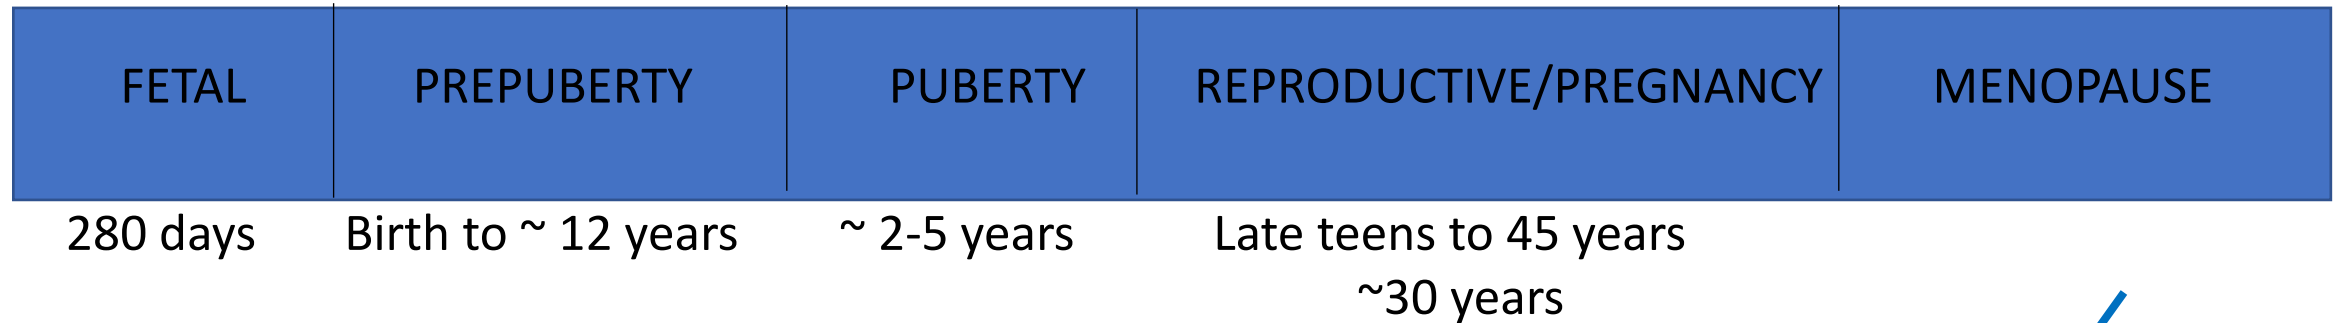 FETAL PREPUBERTY PUBERTY REPRODUCTIVE/PREGNANCY MENOPAUSE
280 days Birth to ~ 12 years ~ 2-5 years Late teens to 45 years
~30 years